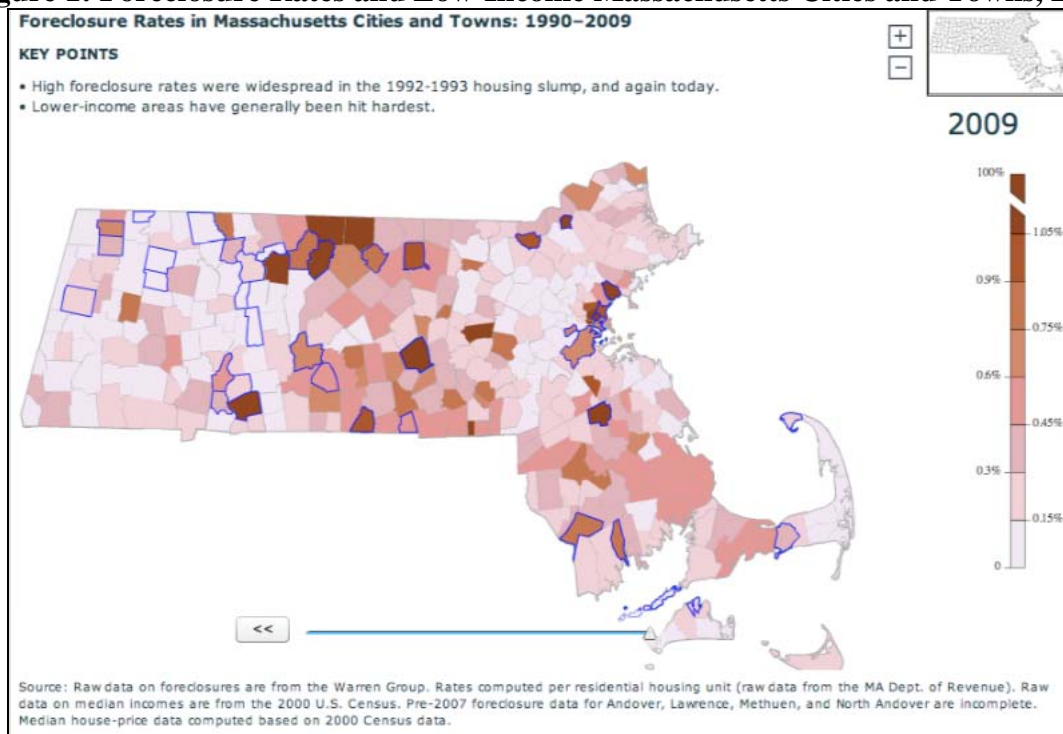 Foreclosure Rates in Massachusetts Cities and Towns: 1990–2009
KEY POINTS
• High foreclosure rates were widespread in the 1992-1993 housing slump, and again today.
• Lower-income areas have generally been hit hardest.
+
−
2009
100%
1.05%
0.9%
0.75%
0.6%
0.45%
0.3%
0.15%
0
<<
Source: Raw data on foreclosures are from the Warren Group. Rates computed per residential housing unit (raw data from the MA Dept. of Revenue). Raw
data on median incomes are from the 2000 U.S. Census. Pre-2007 foreclosure data for Andover, Lawrence, Methuen, and North Andover are incomplete.
Median house-price data computed based on 2000 Census data.